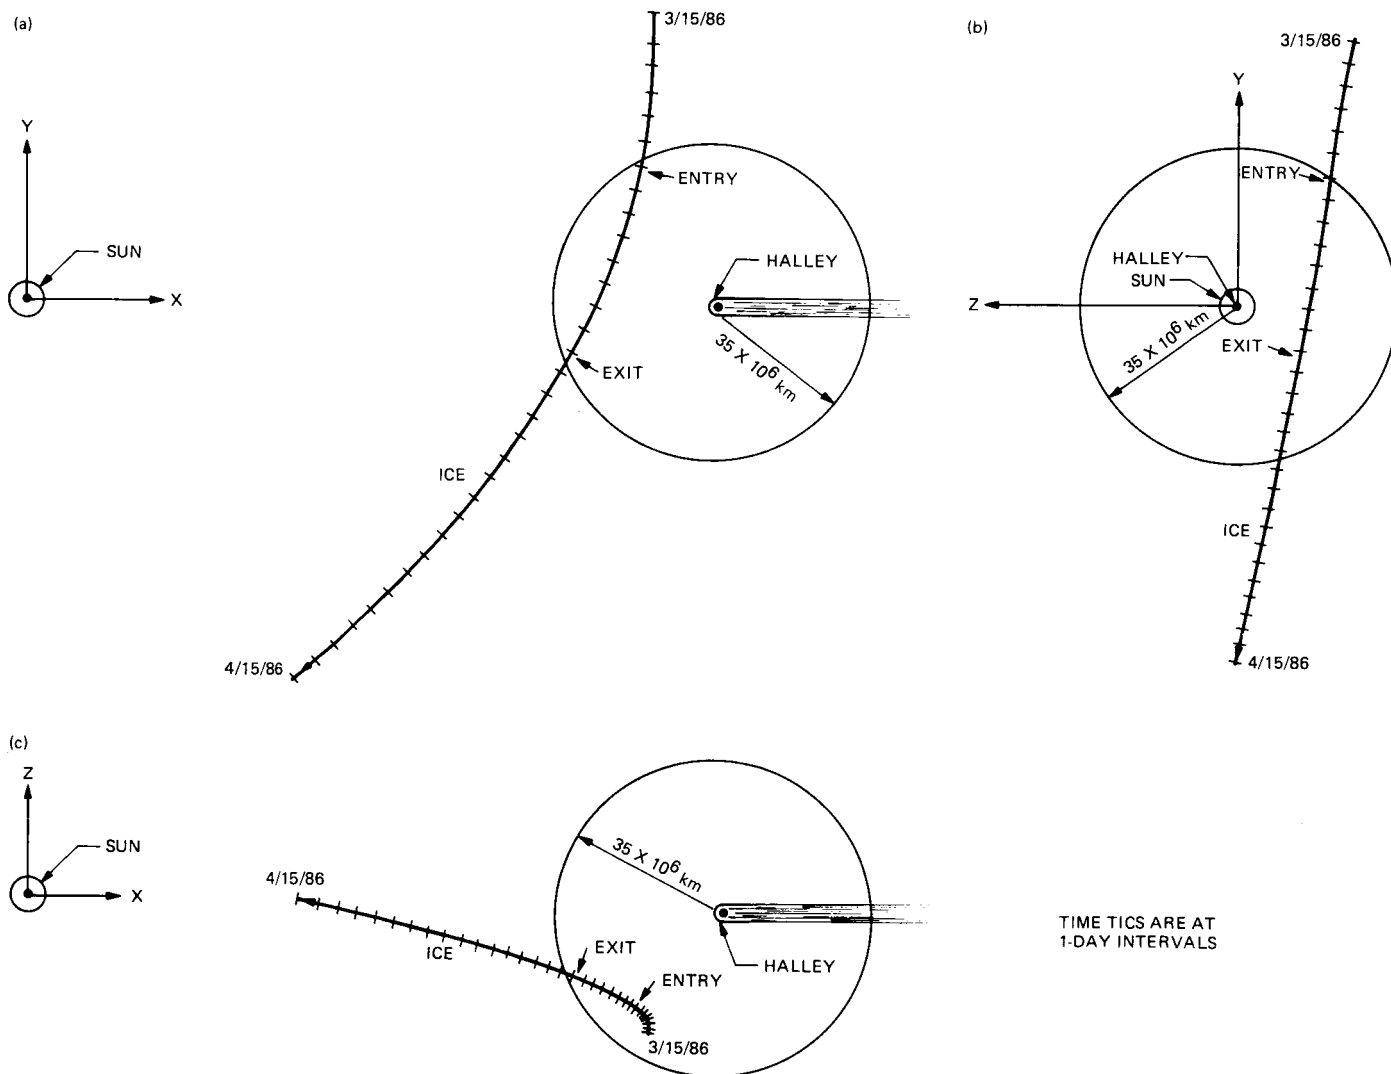 (a)
3/15/86
Y
SUN
X
ENTRY
HALLEY
35 X 10⁶ km
EXIT
ICE
4/15/86
(b)
3/15/86
Y
ENTRY
HALLEY
SUN
Z
35 X 10⁶ km
EXIT
ICE
4/15/86
(c)
Z
SUN
X
4/15/86
35 X 10⁶ km
ICE
EXIT
ENTRY
HALLEY
3/15/86
TIME TICS ARE AT
1-DAY INTERVALS